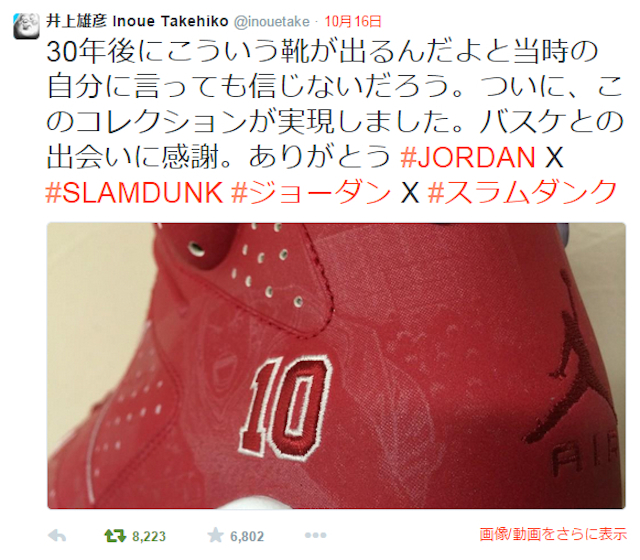 井上雄彦 Inoue Takehiko @inouetake · 10月16日
30年後にこういう靴が出るんだよと当時の
自分に言っても信じないだろう。ついに、こ
のコレクションが実現しました。バスケとの
出会いに感謝。ありがとう #JORDAN X
#SLAMDUNK #ジョーダン X #スラムダンク
10
AIR
8,223 6,802 画像/動画をさらに表示